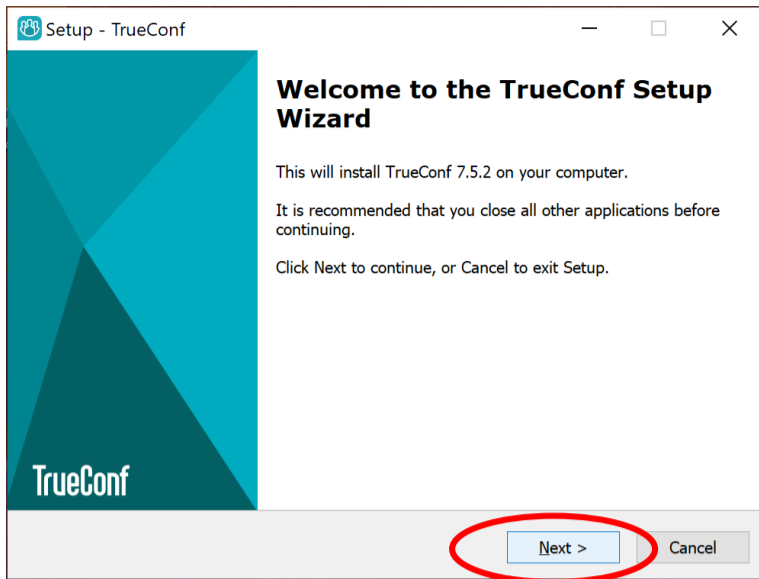 Setup - TrueConf
Welcome to the TrueConf Setup
Wizard
This will install TrueConf 7.5.2 on your computer.
It is recommended that you close all other applications before
continuing.
Click Next to continue, or Cancel to exit Setup.
TrueConf
Next >
Cancel